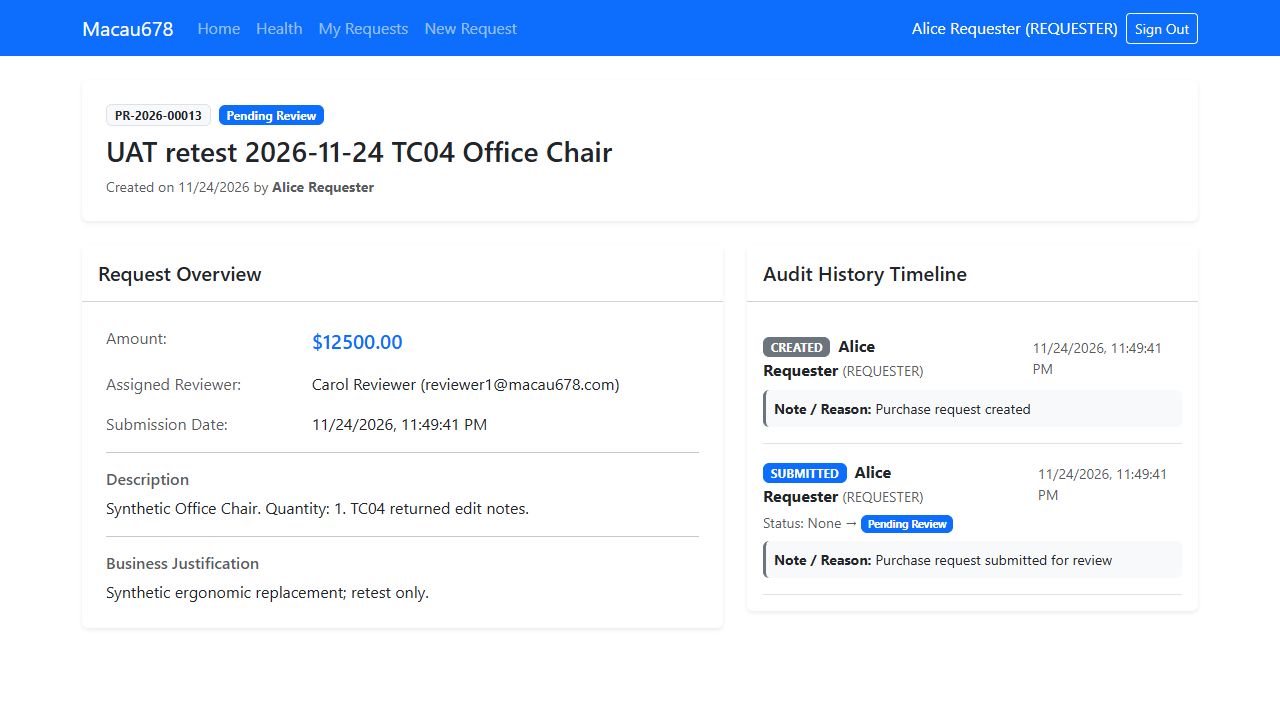 Macau678 Home Health My Requests New Request Alice Requester (REQUESTER) Sign Out
PR-2026-00013 Pending Review
UAT retest 2026-11-24 TC04 Office Chair
Created on 11/24/2026 by Alice Requester
Request Overview
Amount: $12500.00
Assigned Reviewer: Carol Reviewer (reviewer1@macau678.com)
Submission Date: 11/24/2026, 11:49:41 PM
Description
Synthetic Office Chair. Quantity: 1. TC04 returned edit notes.
Business Justification
Synthetic ergonomic replacement; retest only.
Audit History Timeline
CREATED Alice 11/24/2026, 11:49:41
Requester (REQUESTER) PM
Note / Reason: Purchase request created
SUBMITTED Alice 11/24/2026, 11:49:41
Requester (REQUESTER) PM
Status: None → Pending Review
Note / Reason: Purchase request submitted for review